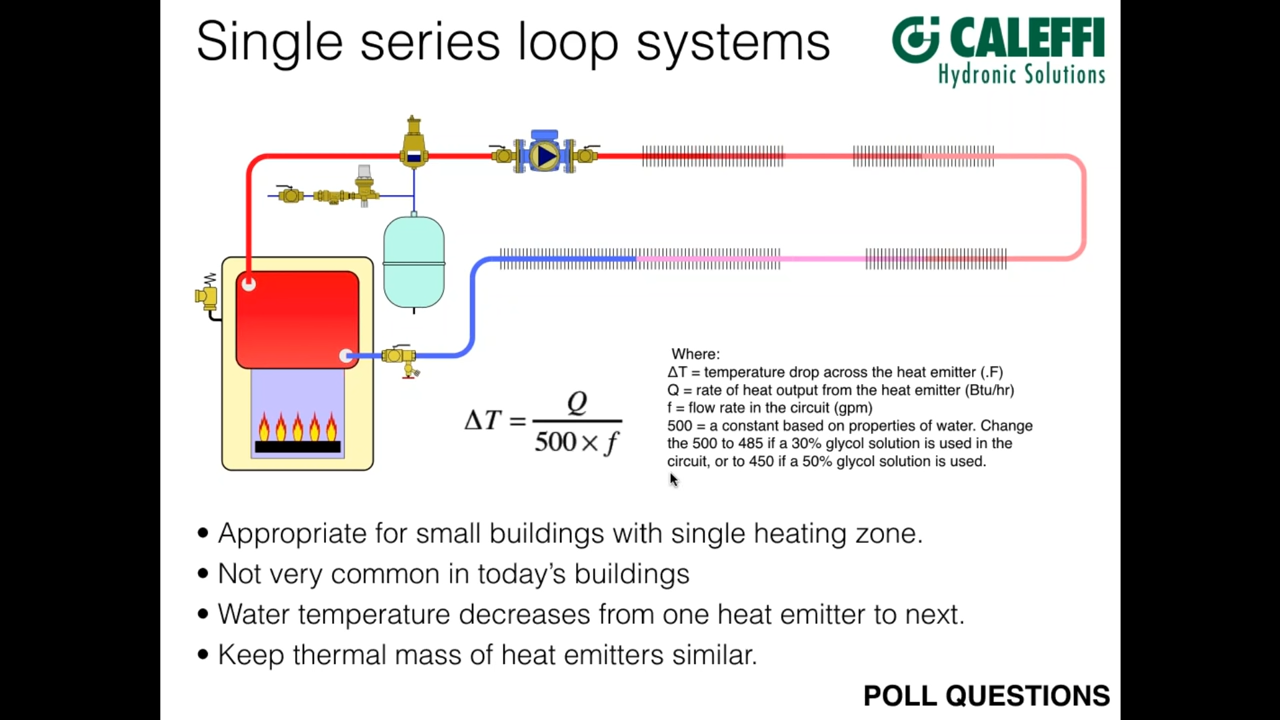 Single series loop systems
CALEFFI
Hydronic Solutions
Where:
ΔT = temperature drop across the heat emitter (.F)
Q = rate of heat output from the heat emitter (Btu/hr)
f = flow rate in the circuit (gpm)
500 = a constant based on properties of water. Change
the 500 to 485 if a 30% glycol solution is used in the
circuit, or to 450 if a 50% glycol solution is used.
ΔT = Q / 500 × f
• Appropriate for small buildings with single heating zone.
• Not very common in today’s buildings
• Water temperature decreases from one heat emitter to next.
• Keep thermal mass of heat emitters similar.
POLL QUESTIONS